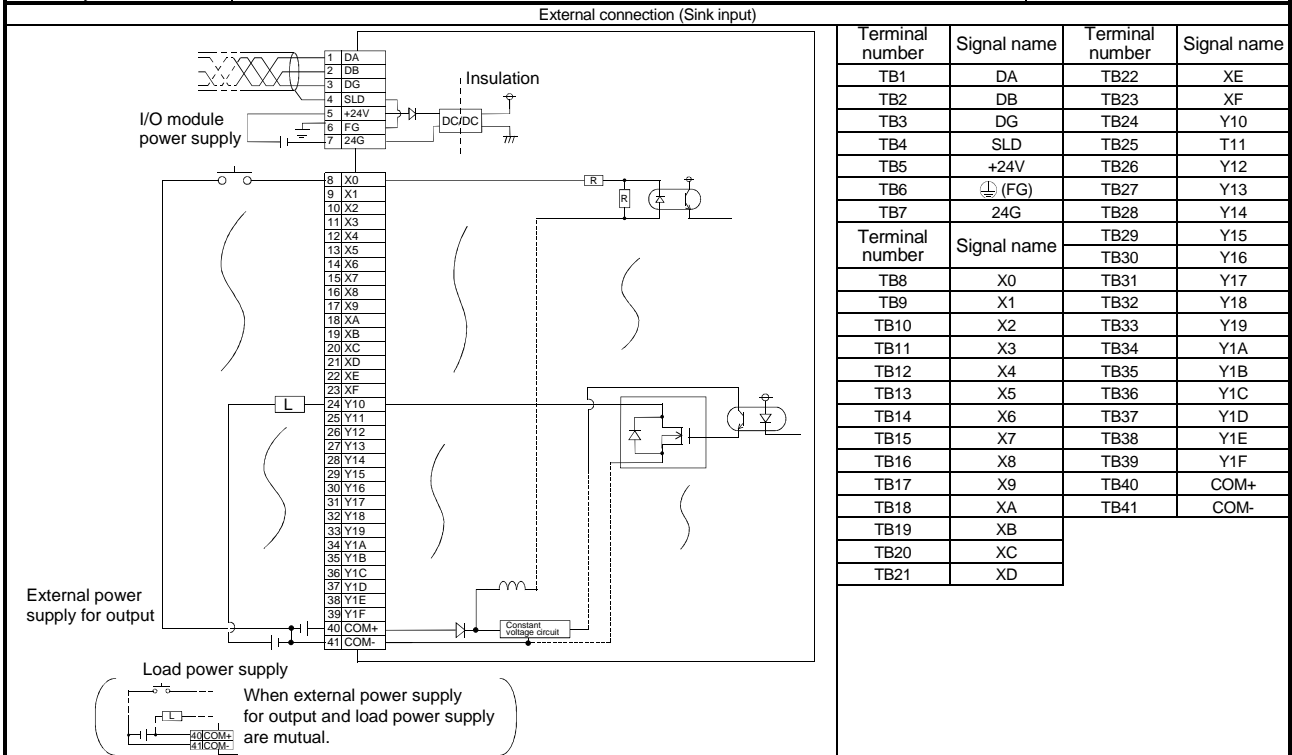 External connection (Sink input)
1 DA
2 DB
3 DG
4 SLD
5 +24V
6 FG
7 24G
I/O module
power supply
Insulation
DC/DC
8 X0
9 X1
10 X2
11 X3
12 X4
13 X5
14 X6
15 X7
16 X8
17 X9
18 XA
19 XB
20 XC
21 XD
22 XE
23 XF
24 Y10
25 Y11
26 Y12
27 Y13
28 Y14
29 Y15
30 Y16
31 Y17
32 Y18
33 Y19
34 Y1A
35 Y1B
36 Y1C
37 Y1D
38 Y1E
39 Y1F
40 COM+
41 COM-
R
R
L
Constant
voltage circuit
External power
supply for output
Load power supply
L
40 COM+
41 COM-
When external power supply
for output and load power supply
are mutual.
Terminal number Signal name Terminal number Signal name
TB1 DA TB22 XE
TB2 DB TB23 XF
TB3 DG TB24 Y10
TB4 SLD TB25 T11
TB5 +24V TB26 Y12
TB6 (FG) TB27 Y13
TB7 24G TB28 Y14
Terminal number Signal name TB29 Y15
TB30 Y16
TB8 X0 TB31 Y17
TB9 X1 TB32 Y18
TB10 X2 TB33 Y19
TB11 X3 TB34 Y1A
TB12 X4 TB35 Y1B
TB13 X5 TB36 Y1C
TB14 X6 TB37 Y1D
TB15 X7 TB38 Y1E
TB16 X8 TB39 Y1F
TB17 X9 TB40 COM+
TB18 XA TB41 COM-
TB19 XB
TB20 XC
TB21 XD